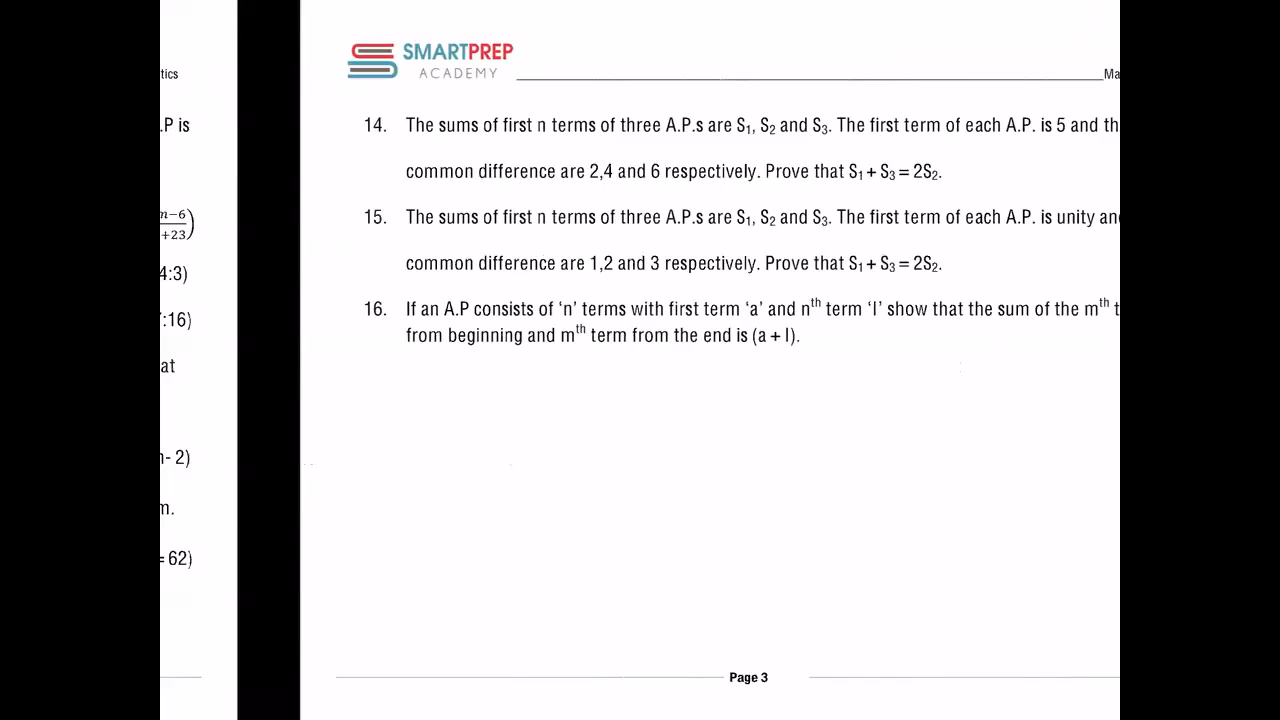 tics
.P is
m−6
+23)
4:3)
:16)
at
- 2)
m.
= 62)
SMARTPREP
ACADEMY
Ma
14. The sums of first n terms of three A.P.s are S₁, S₂ and S₃. The first term of each A.P. is 5 and th
common difference are 2,4 and 6 respectively. Prove that S₁ + S₃ = 2S₂.
15. The sums of first n terms of three A.P.s are S₁, S₂ and S₃. The first term of each A.P. is unity an
common difference are 1,2 and 3 respectively. Prove that S₁ + S₃ = 2S₂.
16. If an A.P consists of ‘n’ terms with first term ‘a’ and nᵗʰ term ‘l’ show that the sum of the mᵗʰ t
from beginning and mᵗʰ term from the end is (a + l).
Page 3